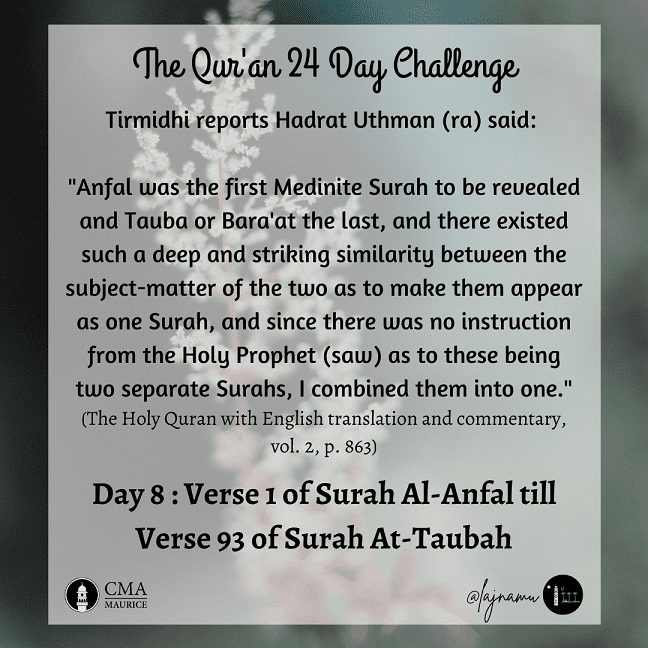 The Qur'an 24 Day Challenge
Tirmidhi reports Hadrat Uthman (ra) said:
"Anfal was the first Medinite Surah to be revealed
and Tauba or Bara'at the last, and there existed
such a deep and striking similarity between the
subject-matter of the two as to make them appear
as one Surah, and since there was no instruction
from the Holy Prophet (saw) as to these being
two separate Surahs, I combined them into one."
(The Holy Quran with English translation and commentary,
vol. 2, p. 863)
Day 8 : Verse 1 of Surah Al-Anfal till
Verse 93 of Surah At-Taubah
CMA
MAURICE
@lajnamu